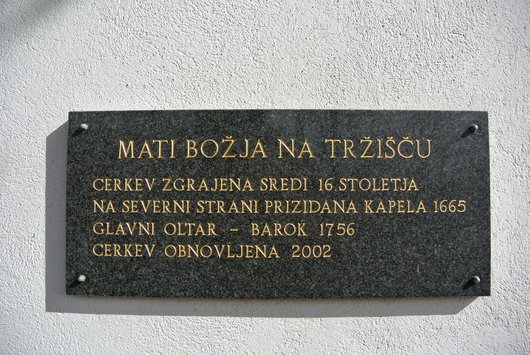 MATI BOŽJA NA TRŽIŠČU
CERKEV ZGRAJENA SREDI 16. STOLETJA
NA SEVERNI STRANI PRIZIDANA KAPELA 1665
GLAVNI OLTAR – BAROK 1756
CERKEV OBNOVLJENA 2002